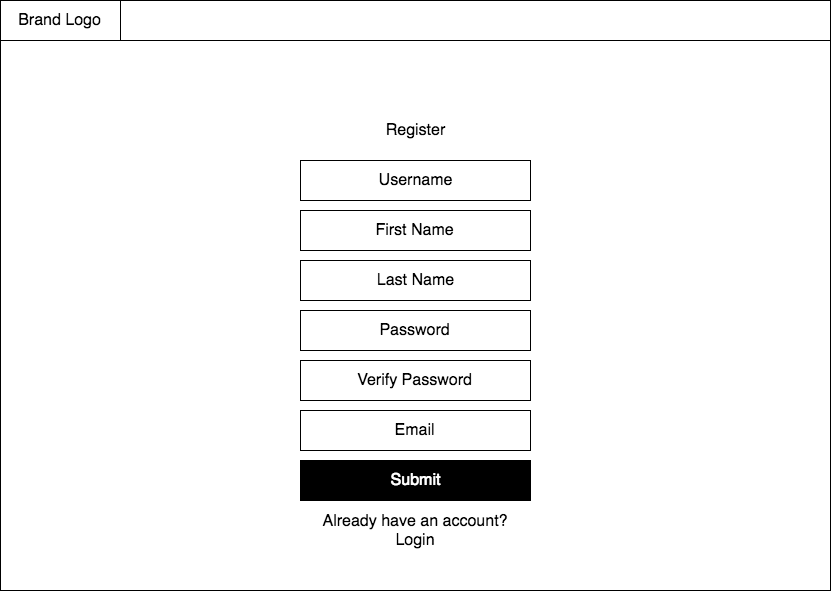 Brand Logo
Register
Username
First Name
Last Name
Password
Verify Password
Email
Submit
Already have an account?
Login